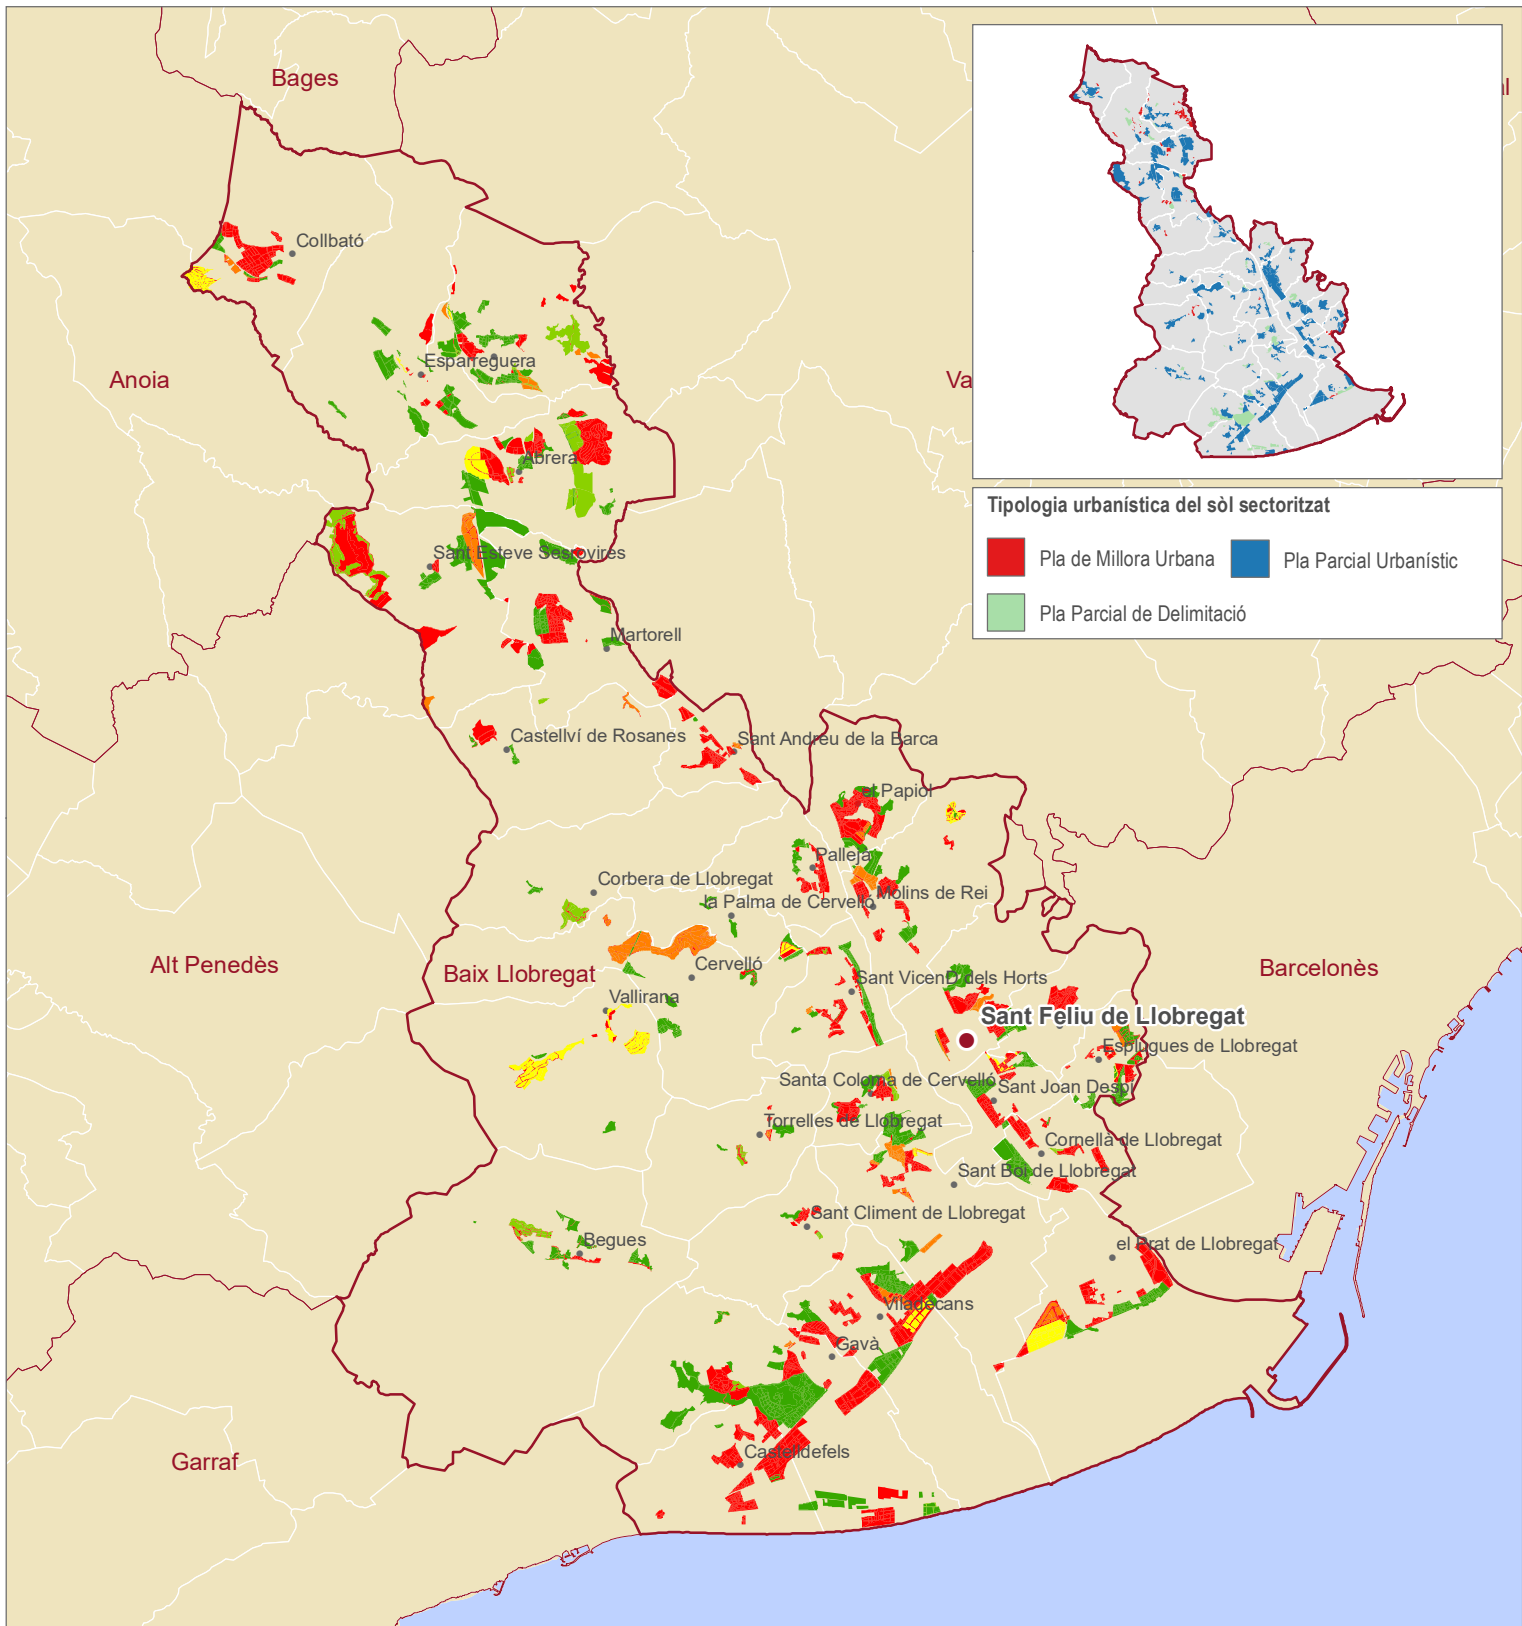 Bages
Collbató
Anoia
Esparreguera
Va
al
Abrera
Tipologia urbanística del sòl sectoritzat
Pla de Millora Urbana
Pla Parcial Urbanístic
Pla Parcial de Delimitació
Sant Esteve Sesrovires
Martorell
Castellví de Rosanes
Sant Andreu de la Barca
el Papiol
Pallejà
Corbera de Llobregat
la Palma de Cervelló
Molins de Rei
Alt Penedès
Baix Llobregat
Cervelló
Vallirana
Sant VicenD dels Horts
Barcelonès
Sant Feliu de Llobregat
Esplugues de Llobregat
Santa Coloma de Cervelló
Sant Joan Despí
Torrelles de Llobregat
Cornellà de Llobregat
Sant Boi de Llobregat
Sant Climent de Llobregat
Begues
el Prat de Llobregat
Viladecans
Gavà
Castelldefels
Garraf